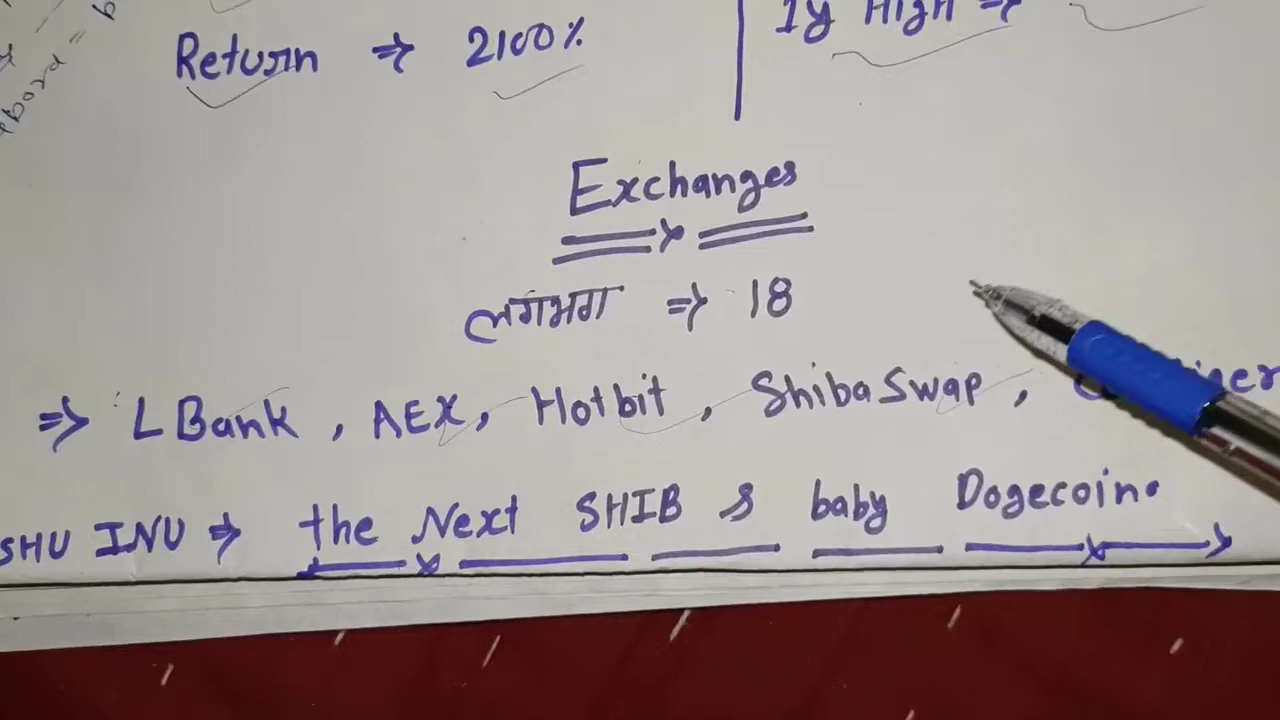 Return ⇒ 2100%
1y High ⇒
Exchanges
लगभग ⇒ 18
⇒ LBank, AEX, Hotbit, ShibaSwap,
SHU INU ⇒ the Next SHIB & baby Dogecoin.